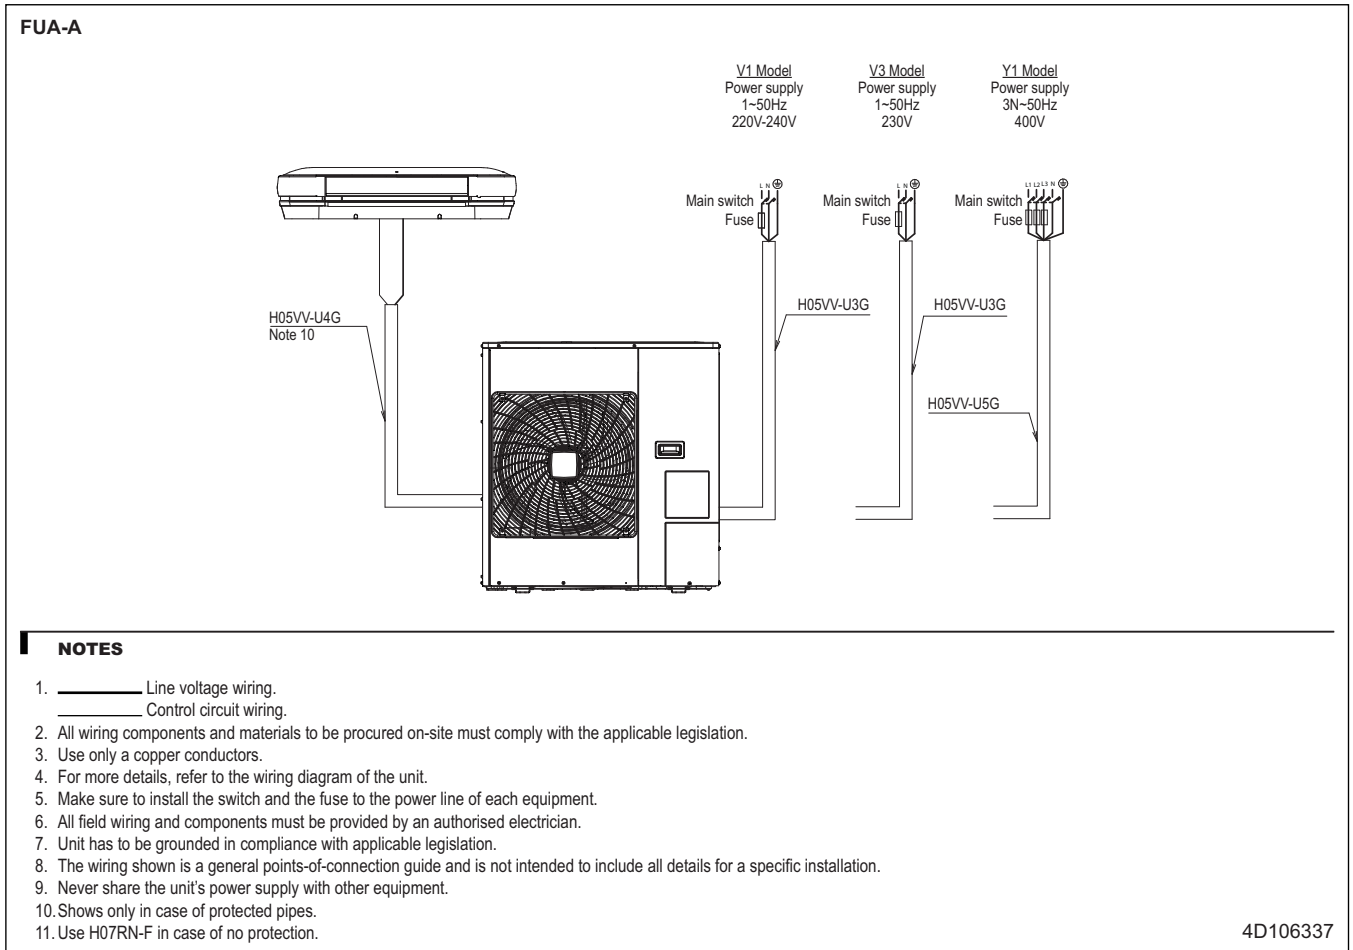 FUA-A
V1 Model
Power supply
1~50Hz
220V-240V
V3 Model
Power supply
1~50Hz
230V
Y1 Model
Power supply
3N~50Hz
400V
L N
Main switch
Fuse
L N
Main switch
Fuse
L1 L2 L3 N
Main switch
Fuse
H05VV-U3G
H05VV-U3G
H05VV-U4G
Note 10
H05VV-U5G
NOTES
1. Line voltage wiring.
Control circuit wiring.
2. All wiring components and materials to be procured on-site must comply with the applicable legislation.
3. Use only a copper conductors.
4. For more details, refer to the wiring diagram of the unit.
5. Make sure to install the switch and the fuse to the power line of each equipment.
6. All field wiring and components must be provided by an authorised electrician.
7. Unit has to be grounded in compliance with applicable legislation.
8. The wiring shown is a general points-of-connection guide and is not intended to include all details for a specific installation.
9. Never share the unit's power supply with other equipment.
10. Shows only in case of protected pipes.
11. Use H07RN-F in case of no protection.
4D106337